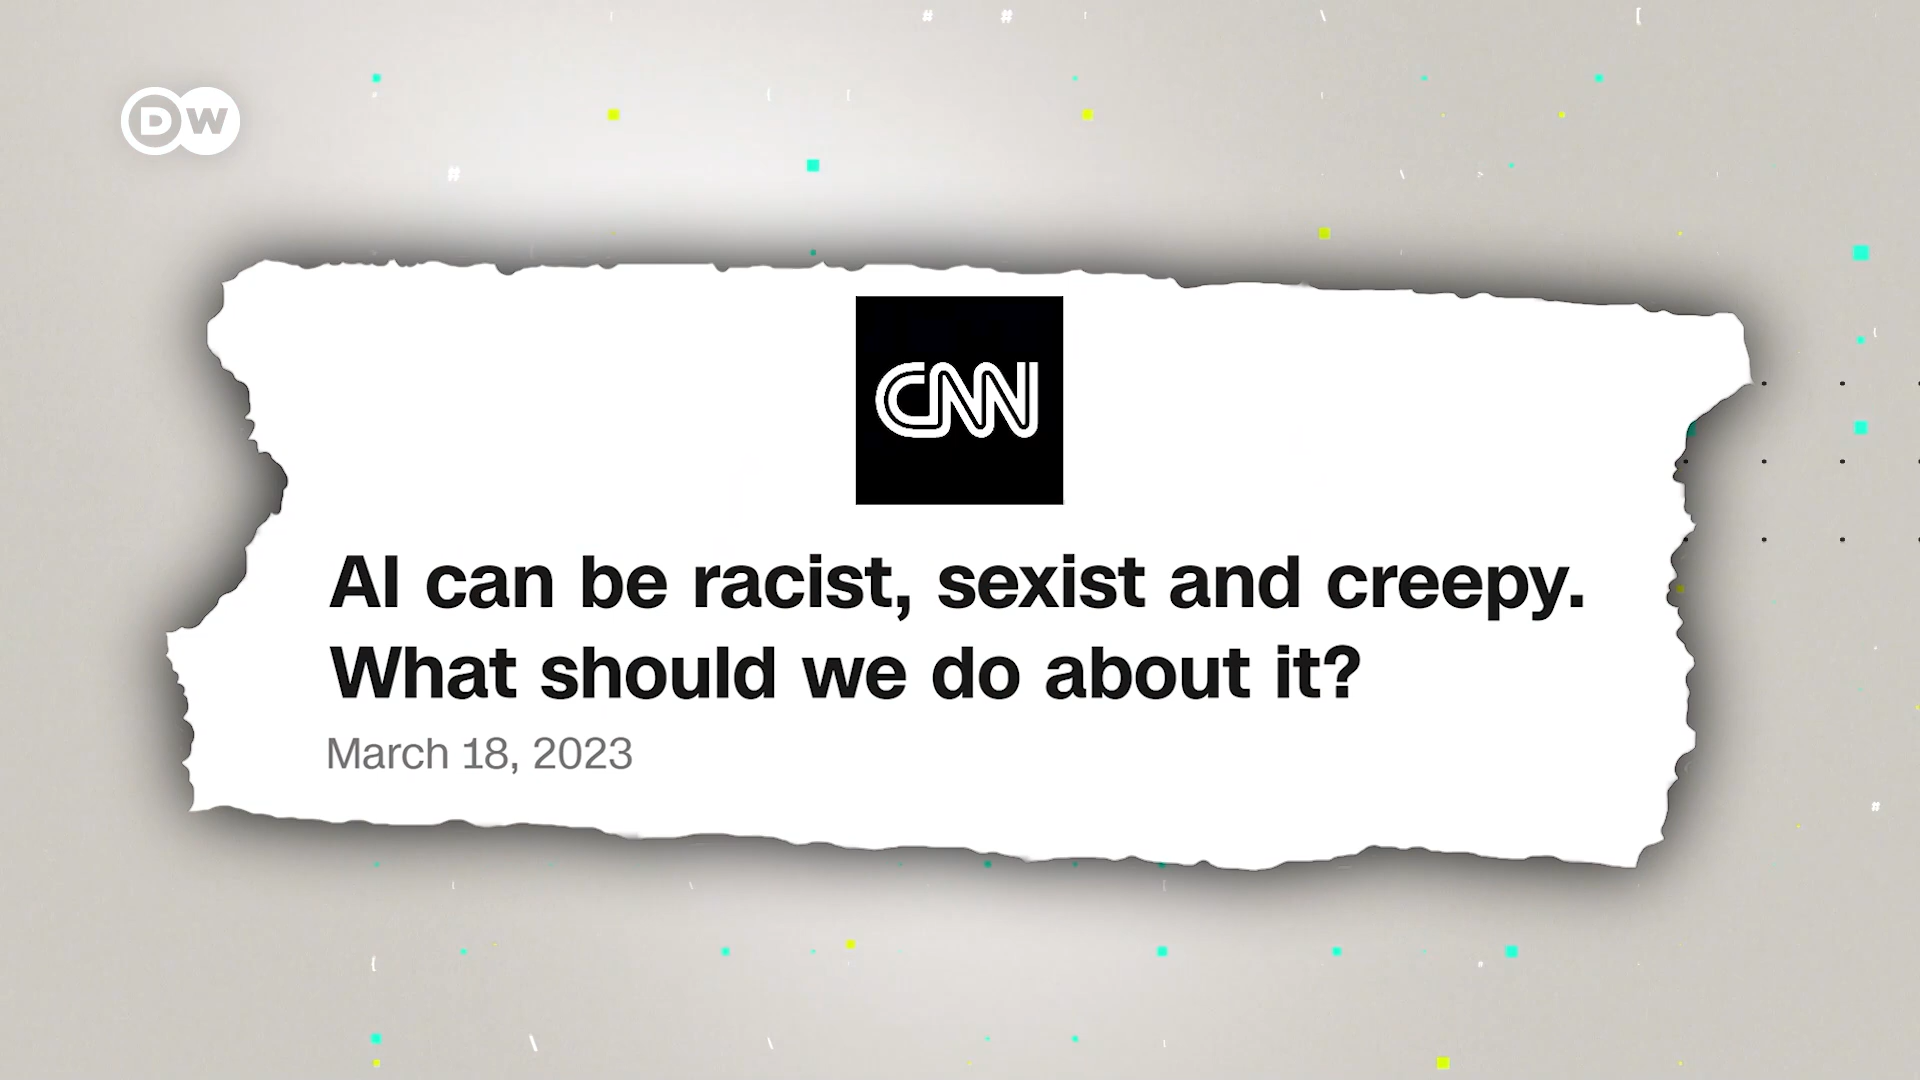 DW
CNN
AI can be racist, sexist and creepy.
What should we do about it?
March 18, 2023